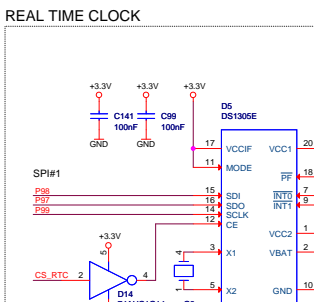 REAL TIME CLOCK
+3.3V +3.3V +3.3V
C141
100nF
C99
100nF
GND GND
D5
DS1305E
17 VCCIF VCC1 20
11 MODE
PF 18
SPI#1
P98 15 SDI INT0 7
P97 16 SDO INT1 9
P99 14 SCLK
12 CE
VCC2 1
+3.3V
5
4 3 X1 VBAT 2
CS_RTC 2 4
1 5 X2 GND 10
D14